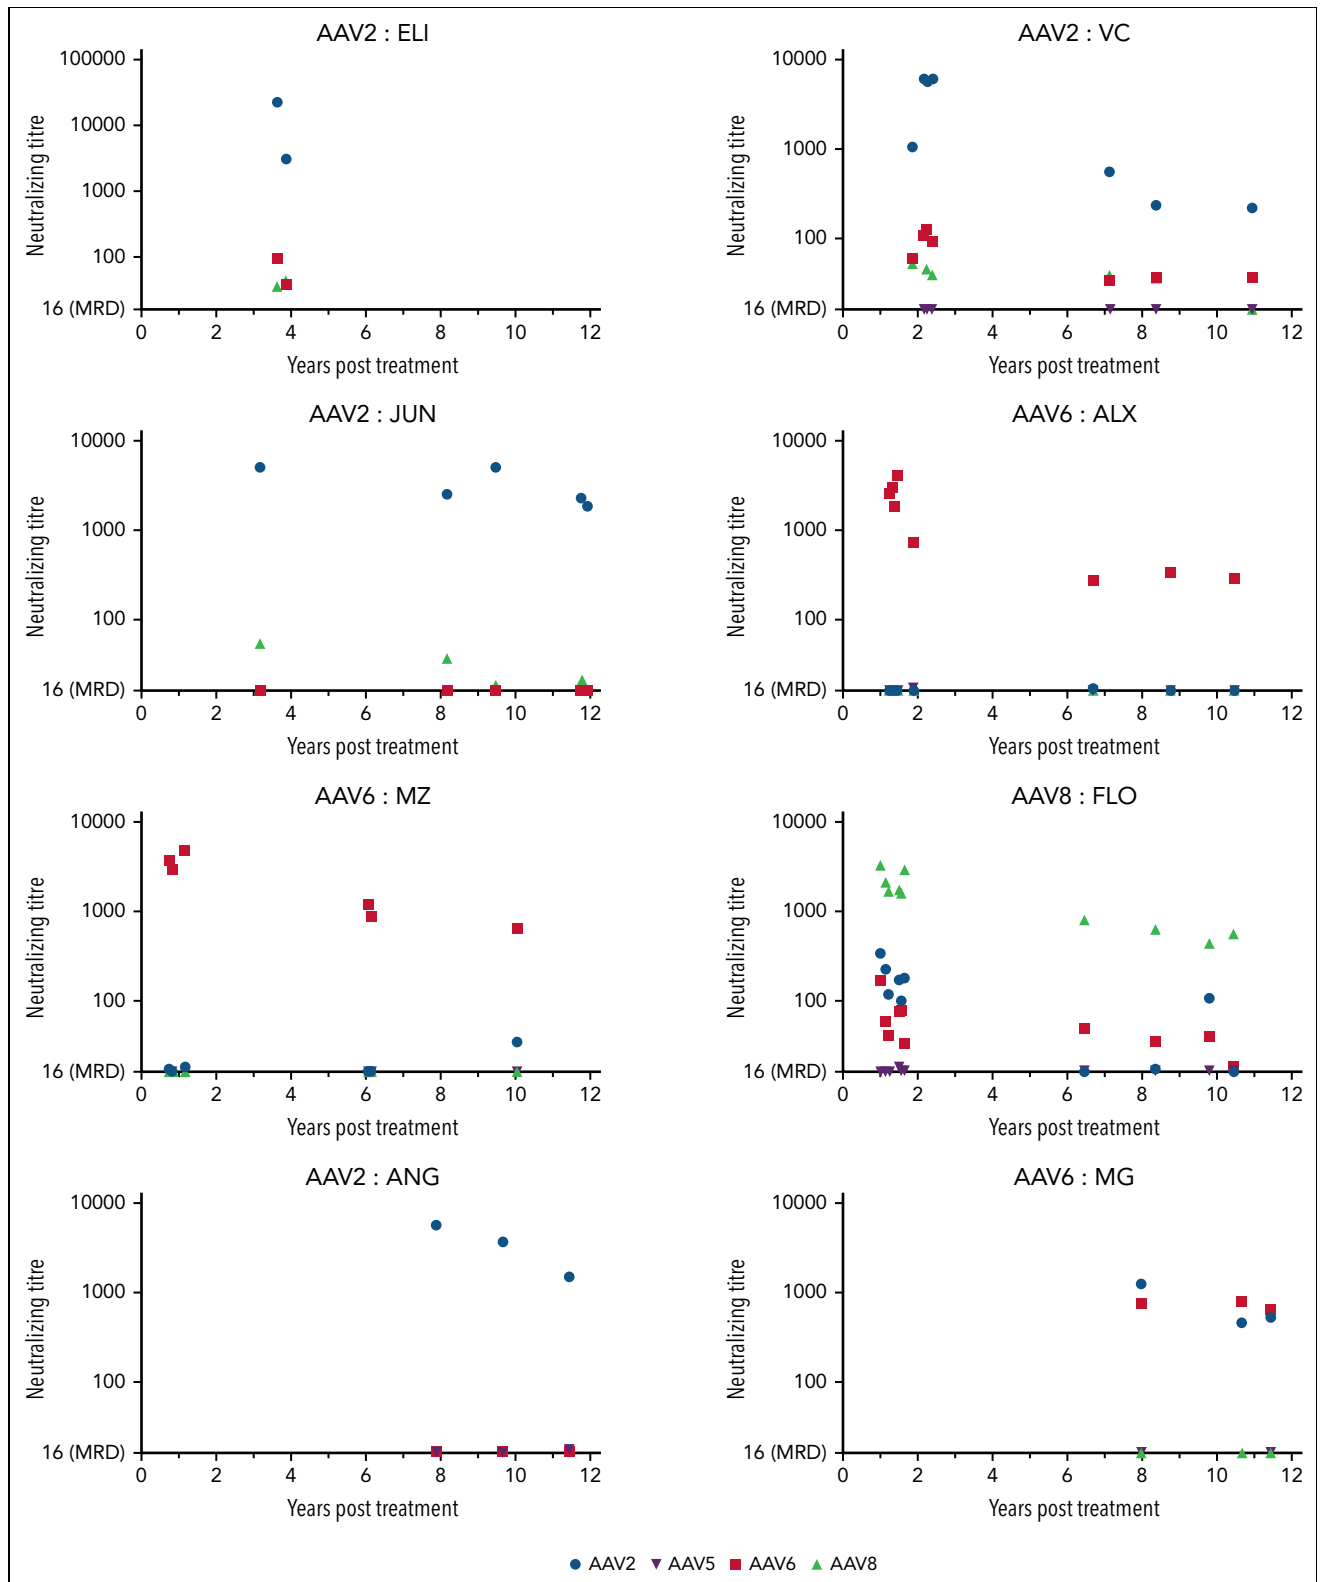 AAV2 : ELI
Neutralizing titre
100000
10000
1000
100
16 (MRD)
0 2 4 6 8 10 12
Years post treatment
AAV2 : VC
Neutralizing titre
10000
1000
100
16 (MRD)
0 2 4 6 8 10 12
Years post treatment
AAV2 : JUN
Neutralizing titre
10000
1000
100
16 (MRD)
0 2 4 6 8 10 12
Years post treatment
AAV6 : ALX
Neutralizing titre
10000
1000
100
16 (MRD)
0 2 4 6 8 10 12
Years post treatment
AAV6 : MZ
Neutralizing titre
10000
1000
100
16 (MRD)
0 2 4 6 8 10 12
Years post treatment
AAV8 : FLO
Neutralizing titre
10000
1000
100
16 (MRD)
0 2 4 6 8 10 12
Years post treatment
AAV2 : ANG
Neutralizing titre
10000
1000
100
16 (MRD)
0 2 4 6 8 10 12
Years post treatment
AAV6 : MG
Neutralizing titre
10000
1000
100
16 (MRD)
0 2 4 6 8 10 12
Years post treatment
AAV2 AAV5 AAV6 AAV8